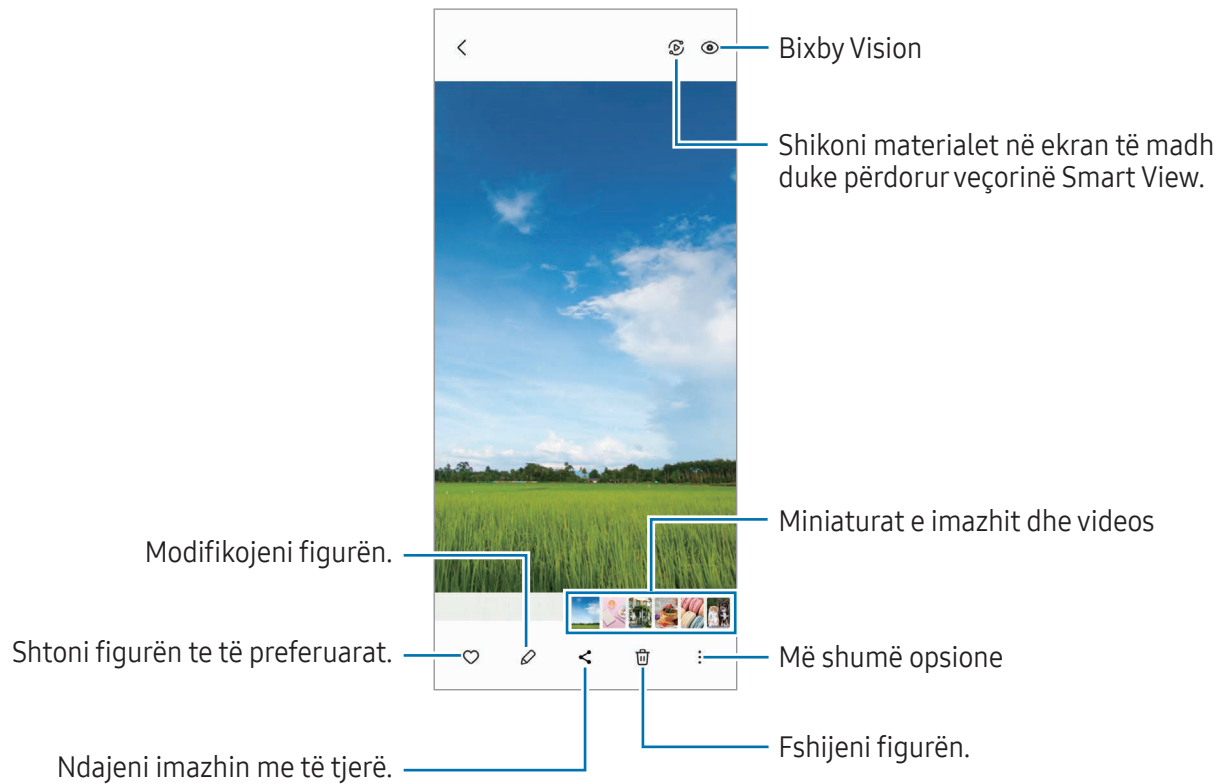 Bixby Vision
Shikoni materialet në ekran të madh
duke përdorur veçorinë Smart View.
Miniaturat e imazhit dhe videos
Modifikojeni figurën.
Shtoni figurën te të preferuarat.
Më shumë opsione
Fshijeni figurën.
Ndajeni imazhin me të tjerë.